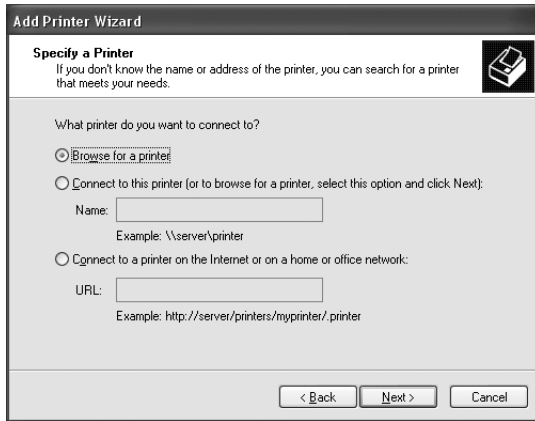 Add Printer Wizard
Specify a Printer
If you don't know the name or address of the printer, you can search for a printer
that meets your needs.
What printer do you want to connect to?
Browse for a printer
Connect to this printer (or to browse for a printer, select this option and click Next):
Name:
Example: \\server\printer
Connect to a printer on the Internet or on a home or office network:
URL:
Example: http://server/printers/myprinter/.printer
< Back Next > Cancel